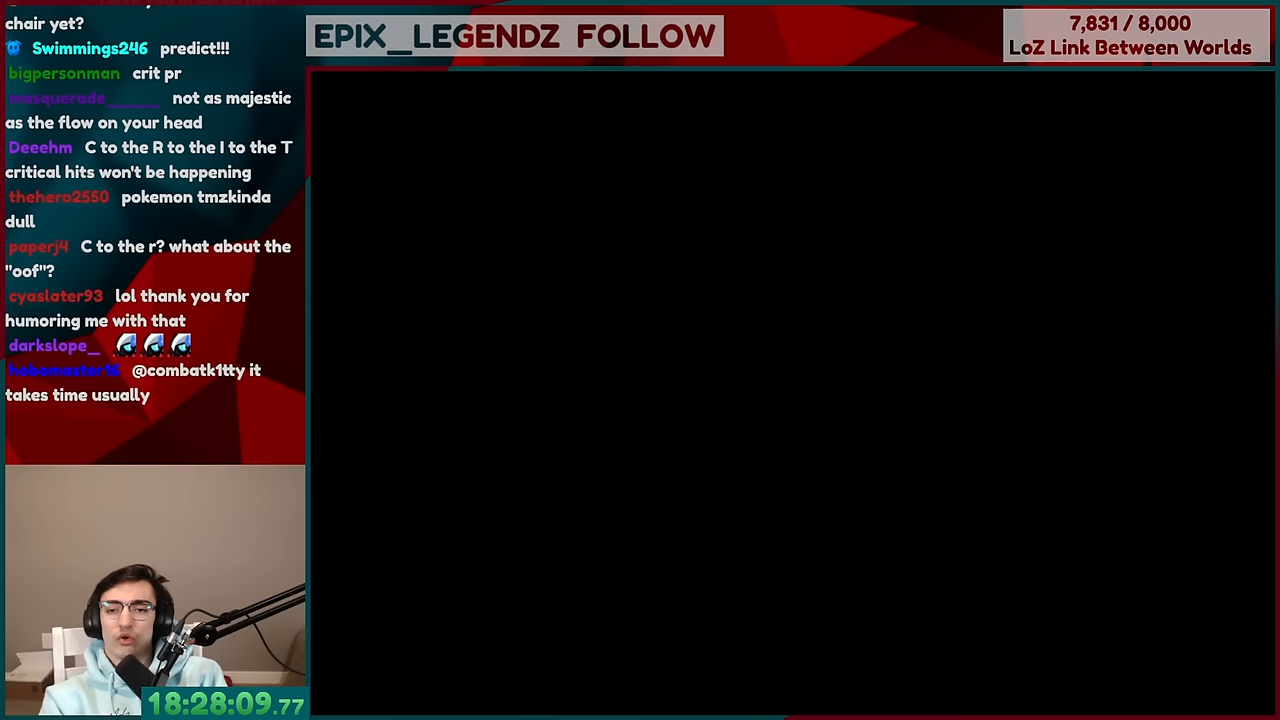 chair yet?
Swimmings246 predict!!!
bigpersonman crit pr
masquerade______ not as majestic
as the flow on your head
Deeehm C to the R to the I to the T
critical hits won't be happening
thehero2550 pokemon tmzkinda
dull
paperj4 C to the r? what about the
"oof"?
cyaslater93 lol thank you for
humoring me with that
darkslope_
hobomaster16 @combatk1tty it
takes time usually
EPIX_LEGENDZ FOLLOW
7,831 / 8,000
LoZ Link Between Worlds
18:28:09.77